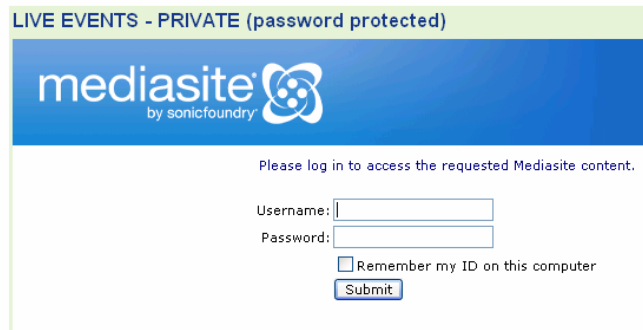 LIVE EVENTS - PRIVATE (password protected)
mediasite
by sonicfoundry
Please log in to access the requested Mediasite content.
Username:
Password:
Remember my ID on this computer
Submit